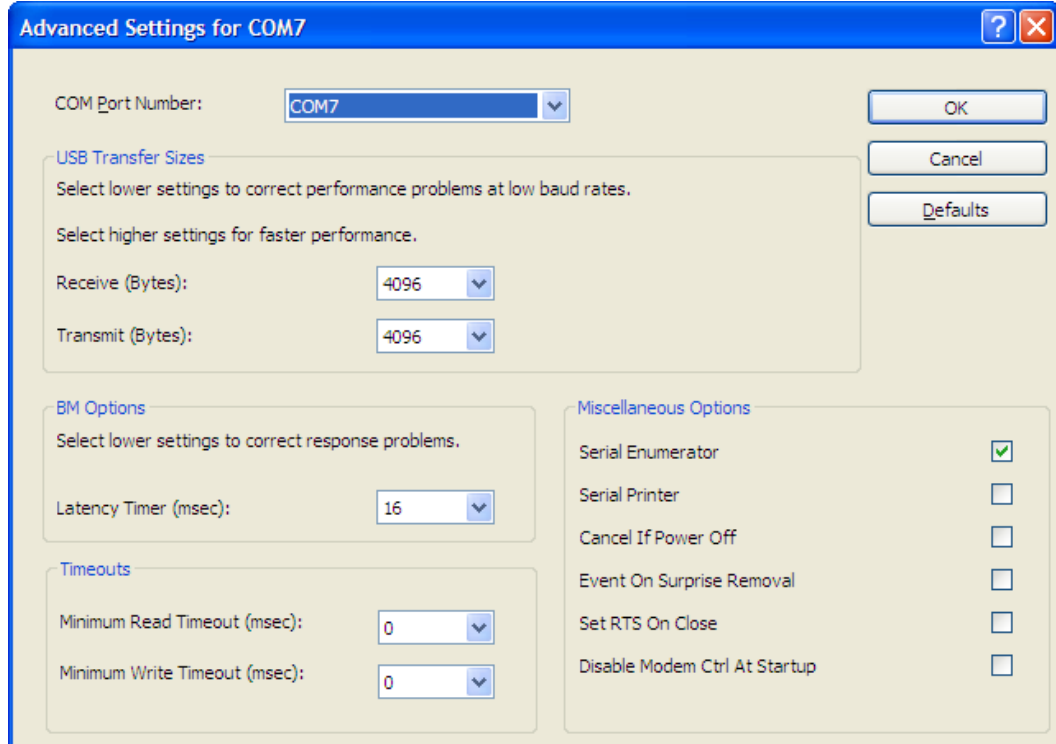 Advanced Settings for COM7
COM Port Number:
COM7
OK
Cancel
Defaults
USB Transfer Sizes
Select lower settings to correct performance problems at low baud rates.
Select higher settings for faster performance.
Receive (Bytes):
4096
Transmit (Bytes):
4096
BM Options
Select lower settings to correct response problems.
Latency Timer (msec):
16
Timeouts
Minimum Read Timeout (msec):
0
Minimum Write Timeout (msec):
0
Miscellaneous Options
Serial Enumerator
Serial Printer
Cancel If Power Off
Event On Surprise Removal
Set RTS On Close
Disable Modem Ctrl At Startup